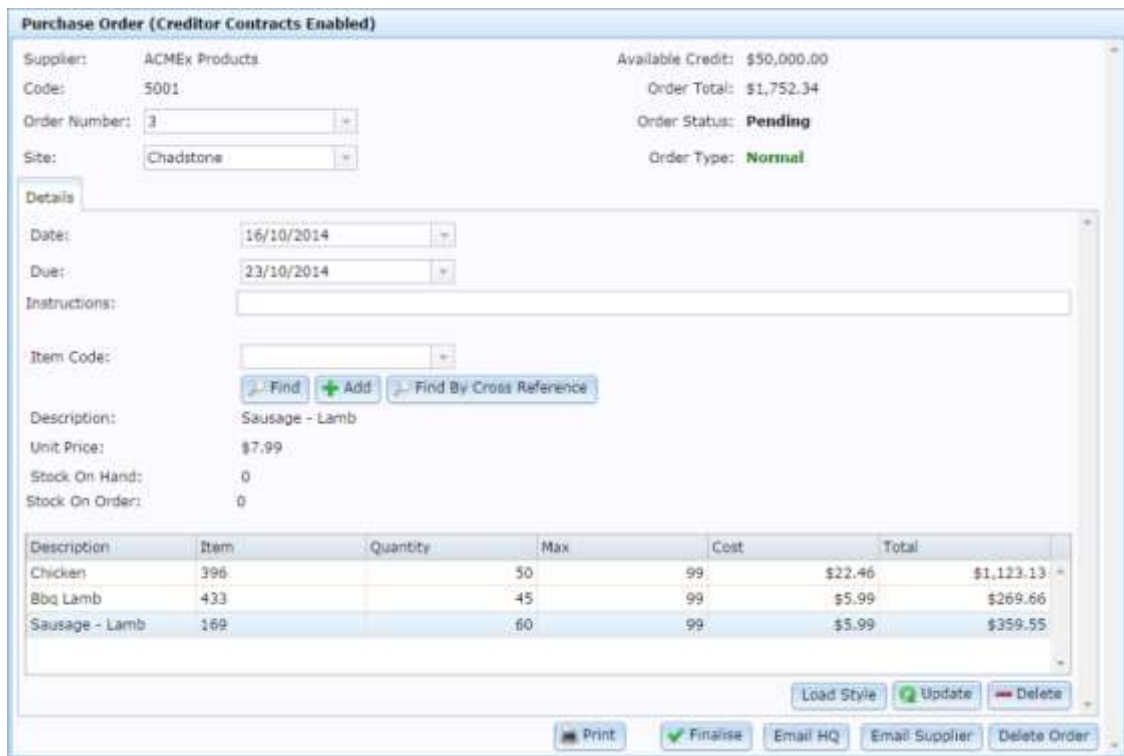 Purchase Order (Creditor Contracts Enabled)
Supplier: ACMEx Products Available Credit: $50,000.00
Code: 5001 Order Total: $1,752.34
Order Number: 3 Order Status: Pending
Site: Chadstone Order Type: Normal
Details
Date: 16/10/2014
Due: 23/10/2014
Instructions:
Item Code:
Find Add Find By Cross Reference
Description: Sausage - Lamb
Unit Price: $7.99
Stock On Hand: 0
Stock On Order: 0
Description Item Quantity Max Cost Total
Chicken 396 50 99 $22.46 $1,123.13
Bbq Lamb 433 45 99 $5.99 $269.66
Sausage - Lamb 169 60 99 $5.99 $359.55
Load Style Update Delete
Print Finalise Email HQ Email Supplier Delete Order